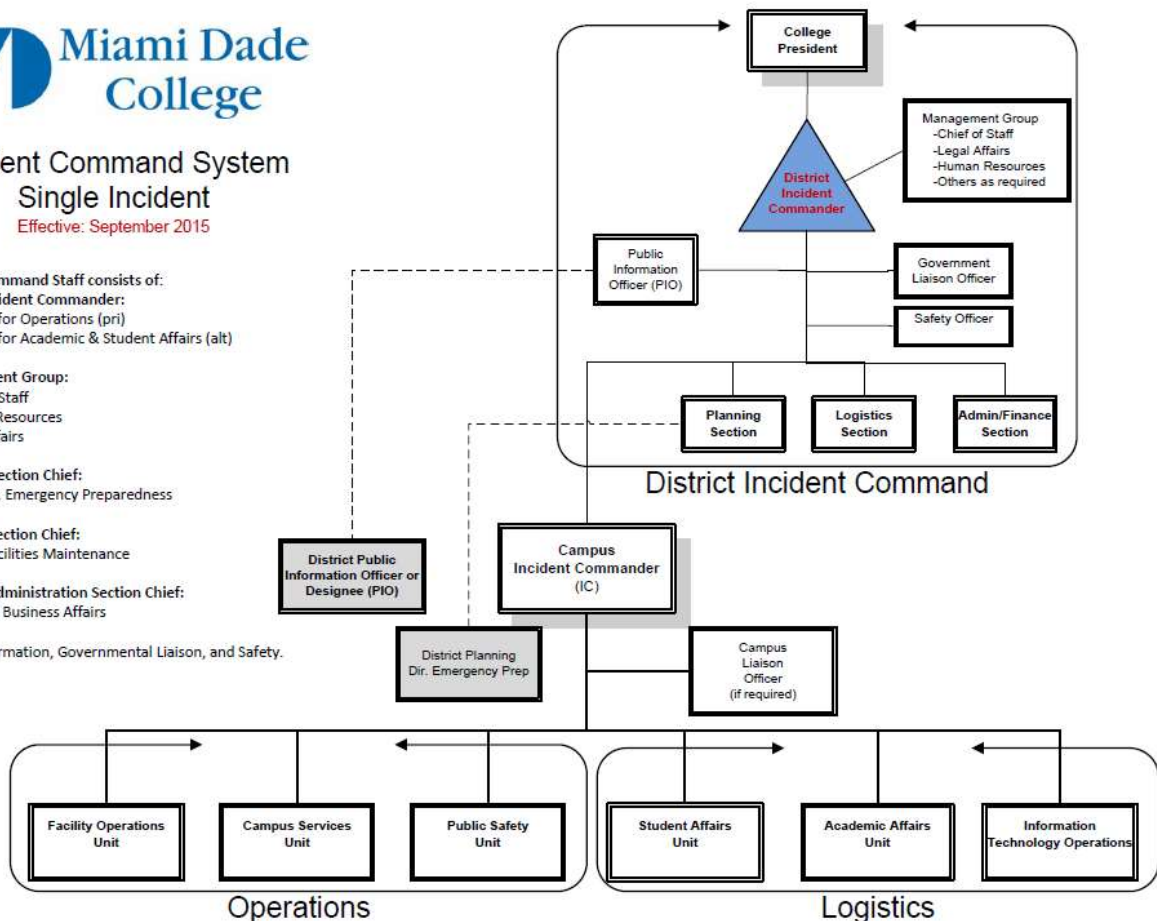 Miami Dade
College
ent Command System
Single Incident
Effective: September 2015
mmand Staff consists of:
ident Commander:
for Operations (pri)
for Academic & Student Affairs (alt)
ent Group:
Staff
Resources
fairs
ection Chief:
. Emergency Preparedness
ection Chief:
cilities Maintenance
dministration Section Chief:
Business Affairs
rmation, Governmental Liaison, and Safety.
College
President
Management Group
-Chief of Staff
-Legal Affairs
-Human Resources
-Others as required
District
Incident
Commander
Public
Information
Officer (PIO)
Government
Liaison Officer
Safety Officer
Planning
Section
Logistics
Section
Admin/Finance
Section
District Incident Command
District Public
Information Officer or
Designee (PIO)
Campus
Incident Commander
(IC)
District Planning
Dir. Emergency Prep
Campus
Liaison
Officer
(if required)
Facility Operations
Unit
Campus Services
Unit
Public Safety
Unit
Student Affairs
Unit
Academic Affairs
Unit
Information
Technology Operations
Operations
Logistics